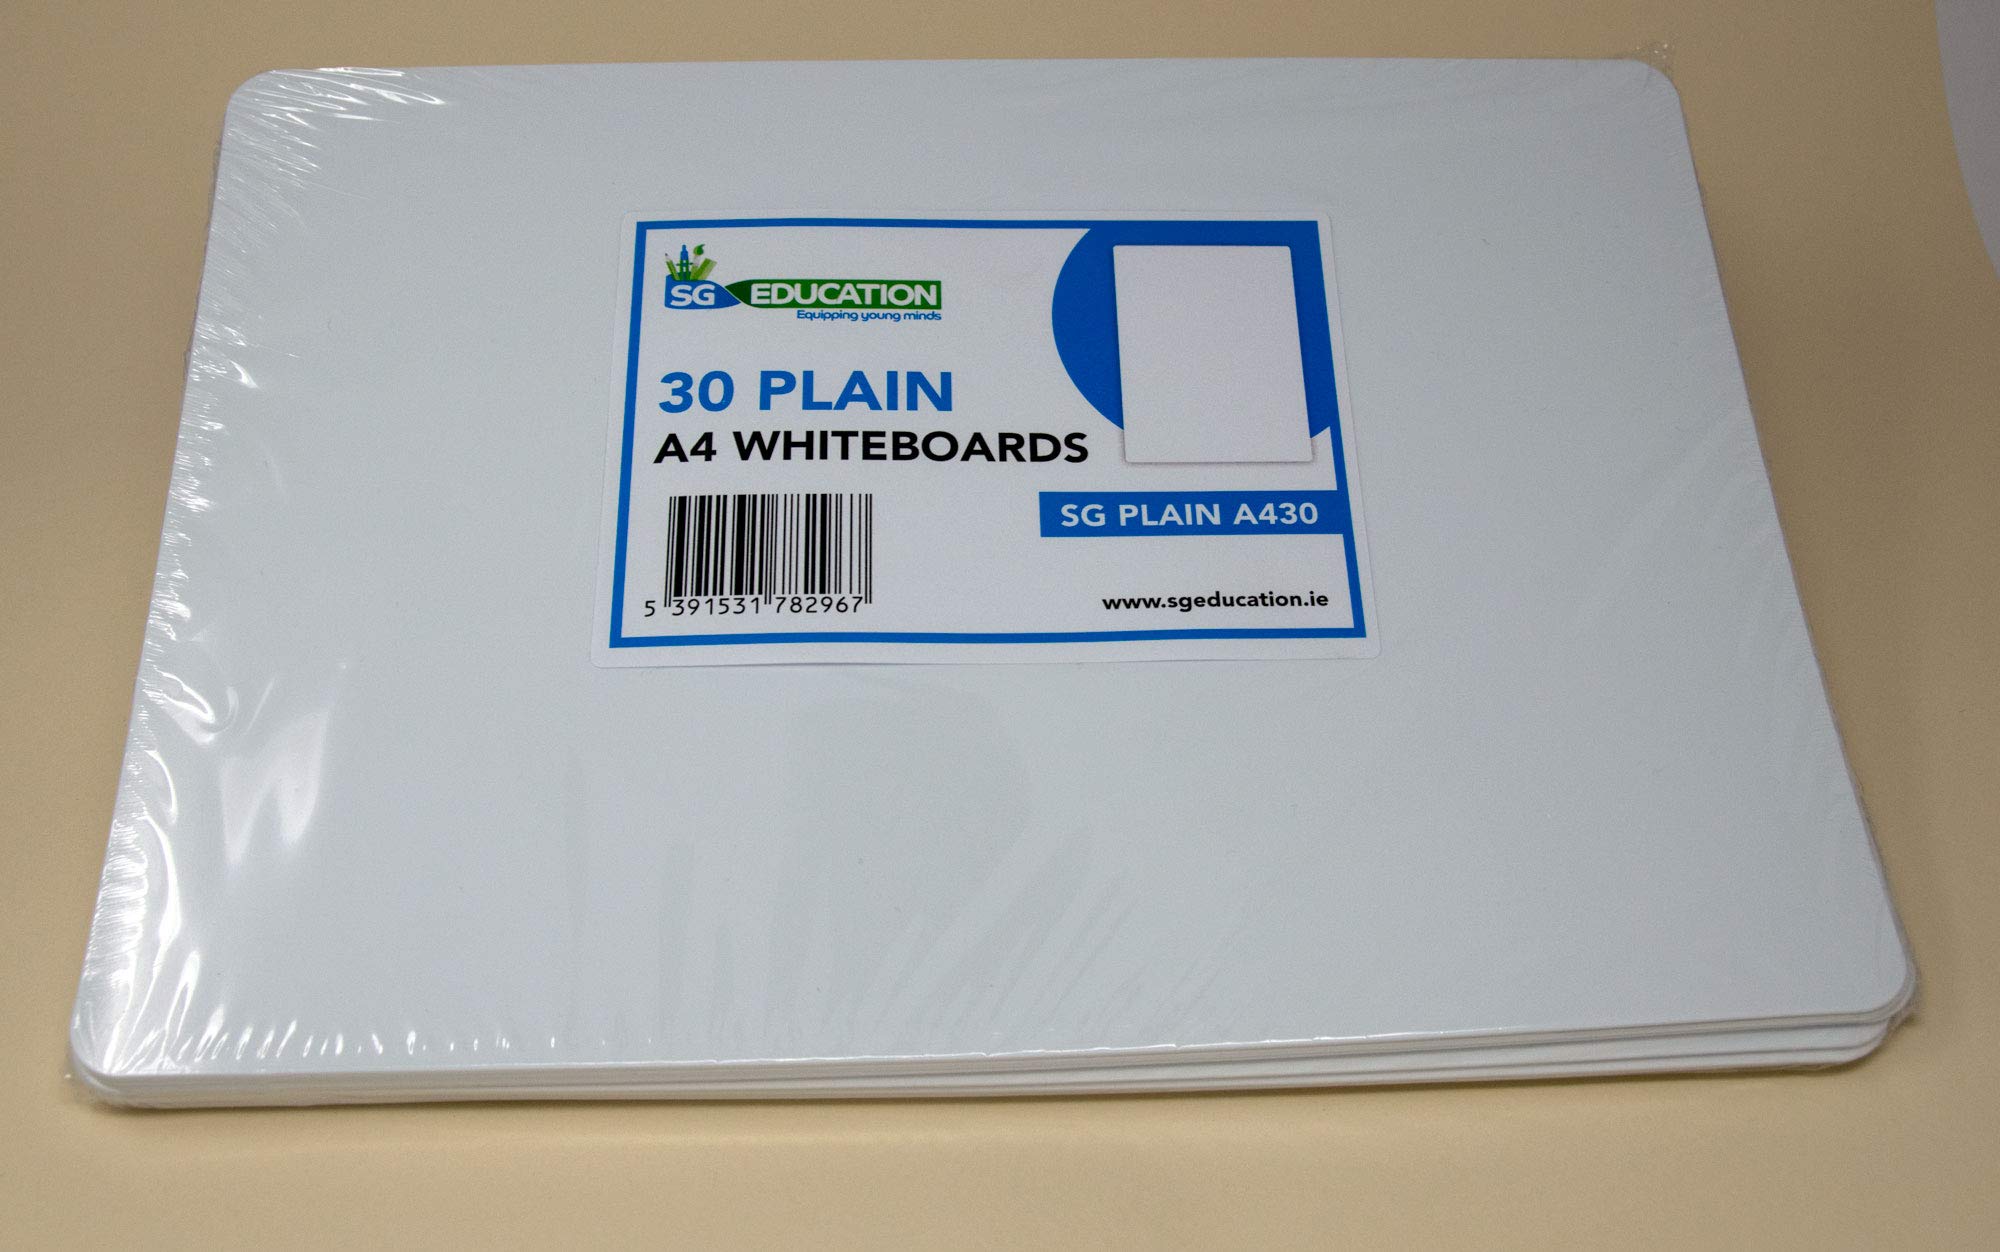 SG EDUCATION
Equipping young minds
30 PLAIN
A4 WHITEBOARDS
SG PLAIN A430
5 391531 782967
www.sgeducation.ie